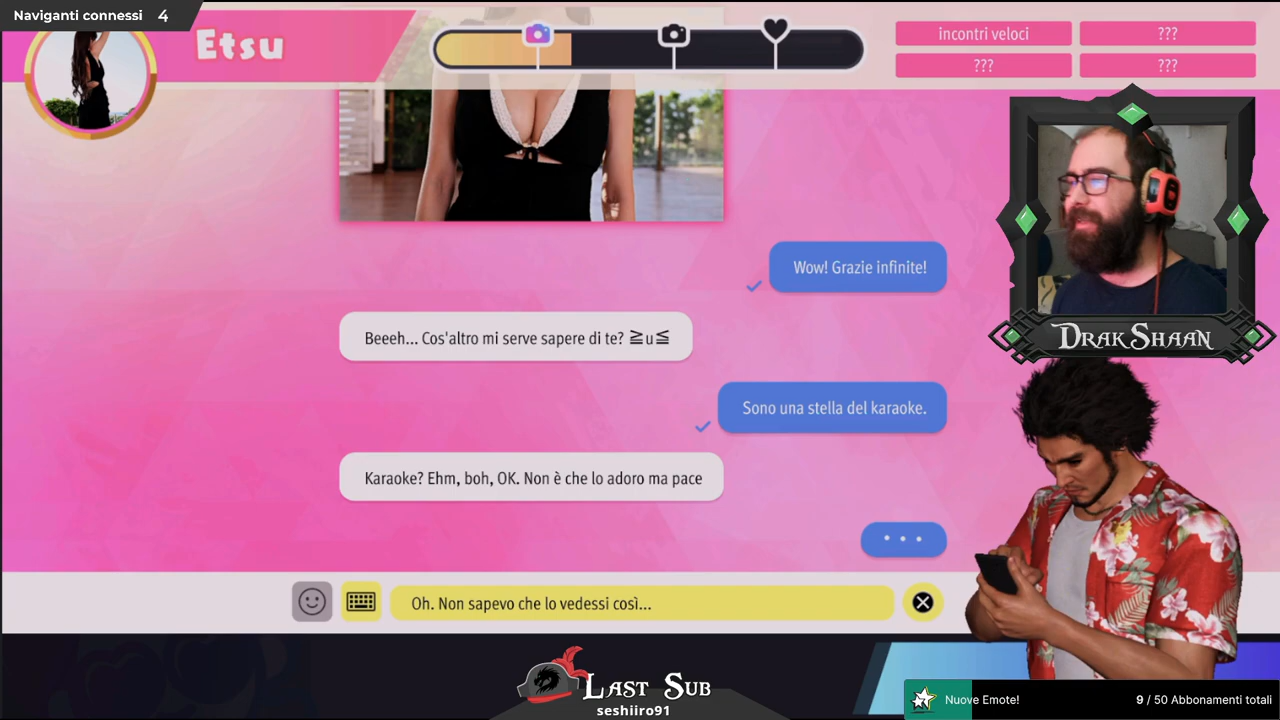 Naviganti connessi 4
Etsu
incontri veloci
???
???
???
Wow! Grazie infinite!
Beeeh... Cos'altro mi serve sapere di te? ≧u≦
Sono una stella del karaoke.
Karaoke? Ehm, boh, OK. Non è che lo adoro ma pace
• • •
Oh. Non sapevo che lo vedessi così...
Drak Shaan
Last Sub
seshiiro91
Nuove Emote!
9 / 50 Abbonamenti totali